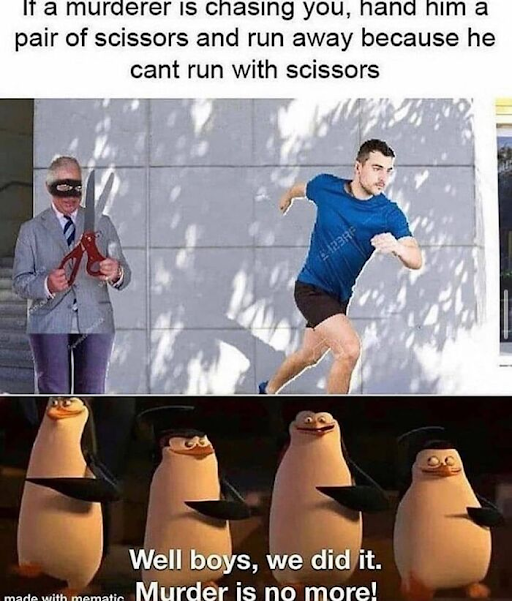 If a murderer is chasing you, hand him a
pair of scissors and run away because he
cant run with scissors
123RF
Well boys, we did it.
made with mematic
Murder is no more!